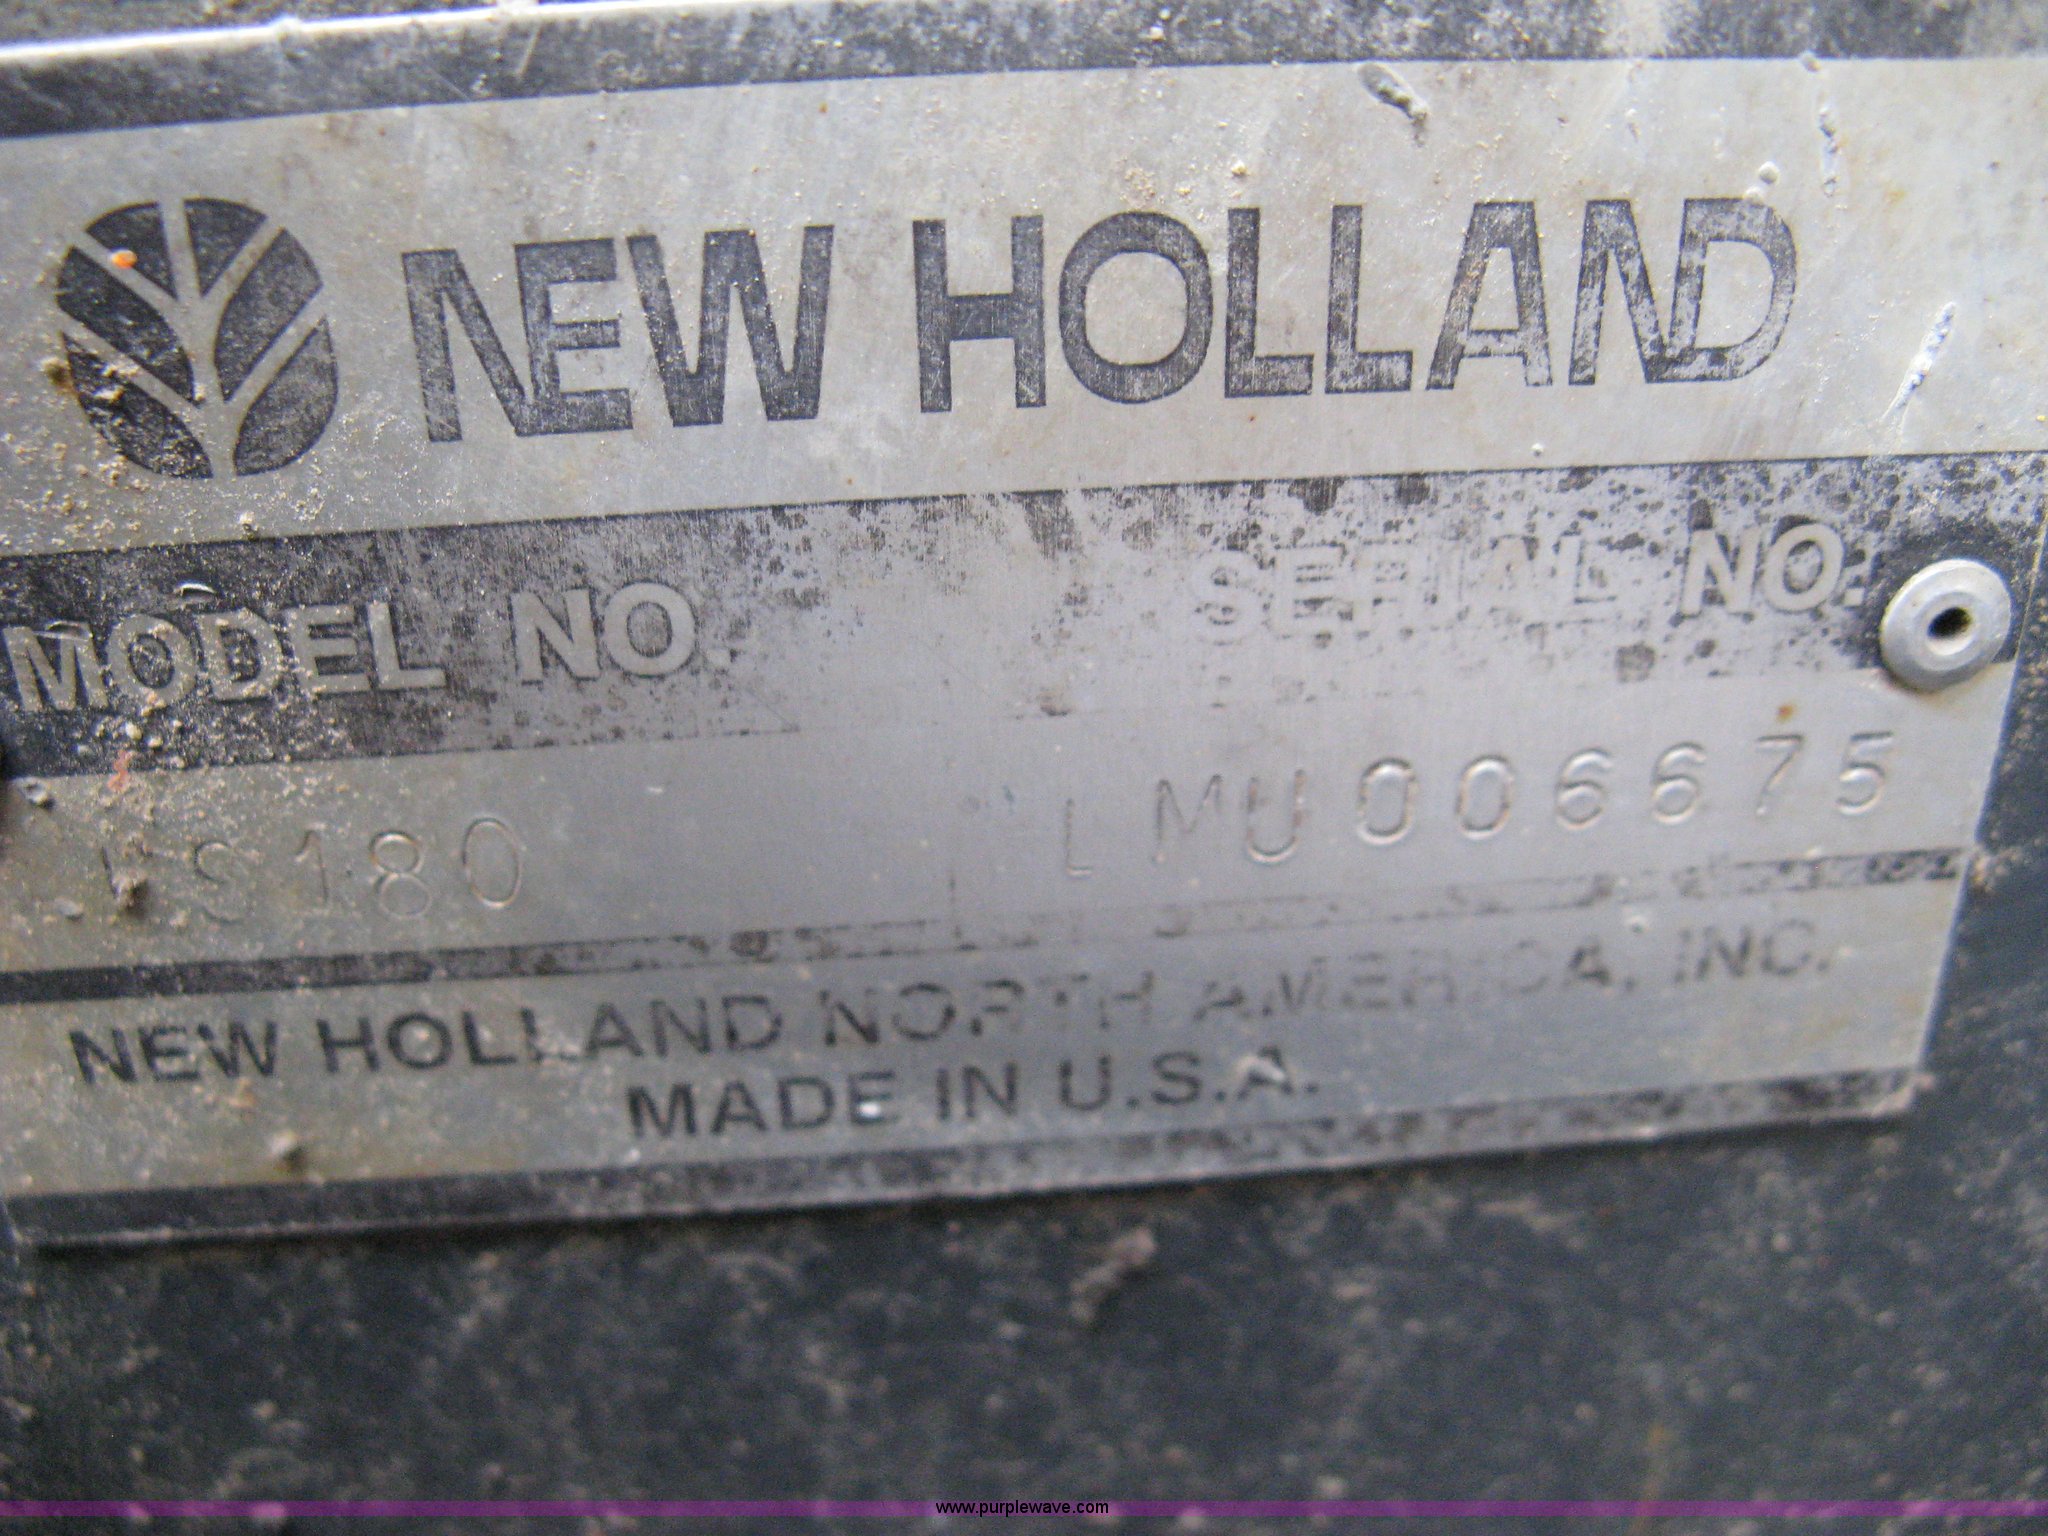 NEW HOLLAND
MODEL NO. SERIAL NO.
LS180 LMU006675
NEW HOLLAND NORTH AMERICA, INC.
MADE IN U.S.A.
www.purplewave.com